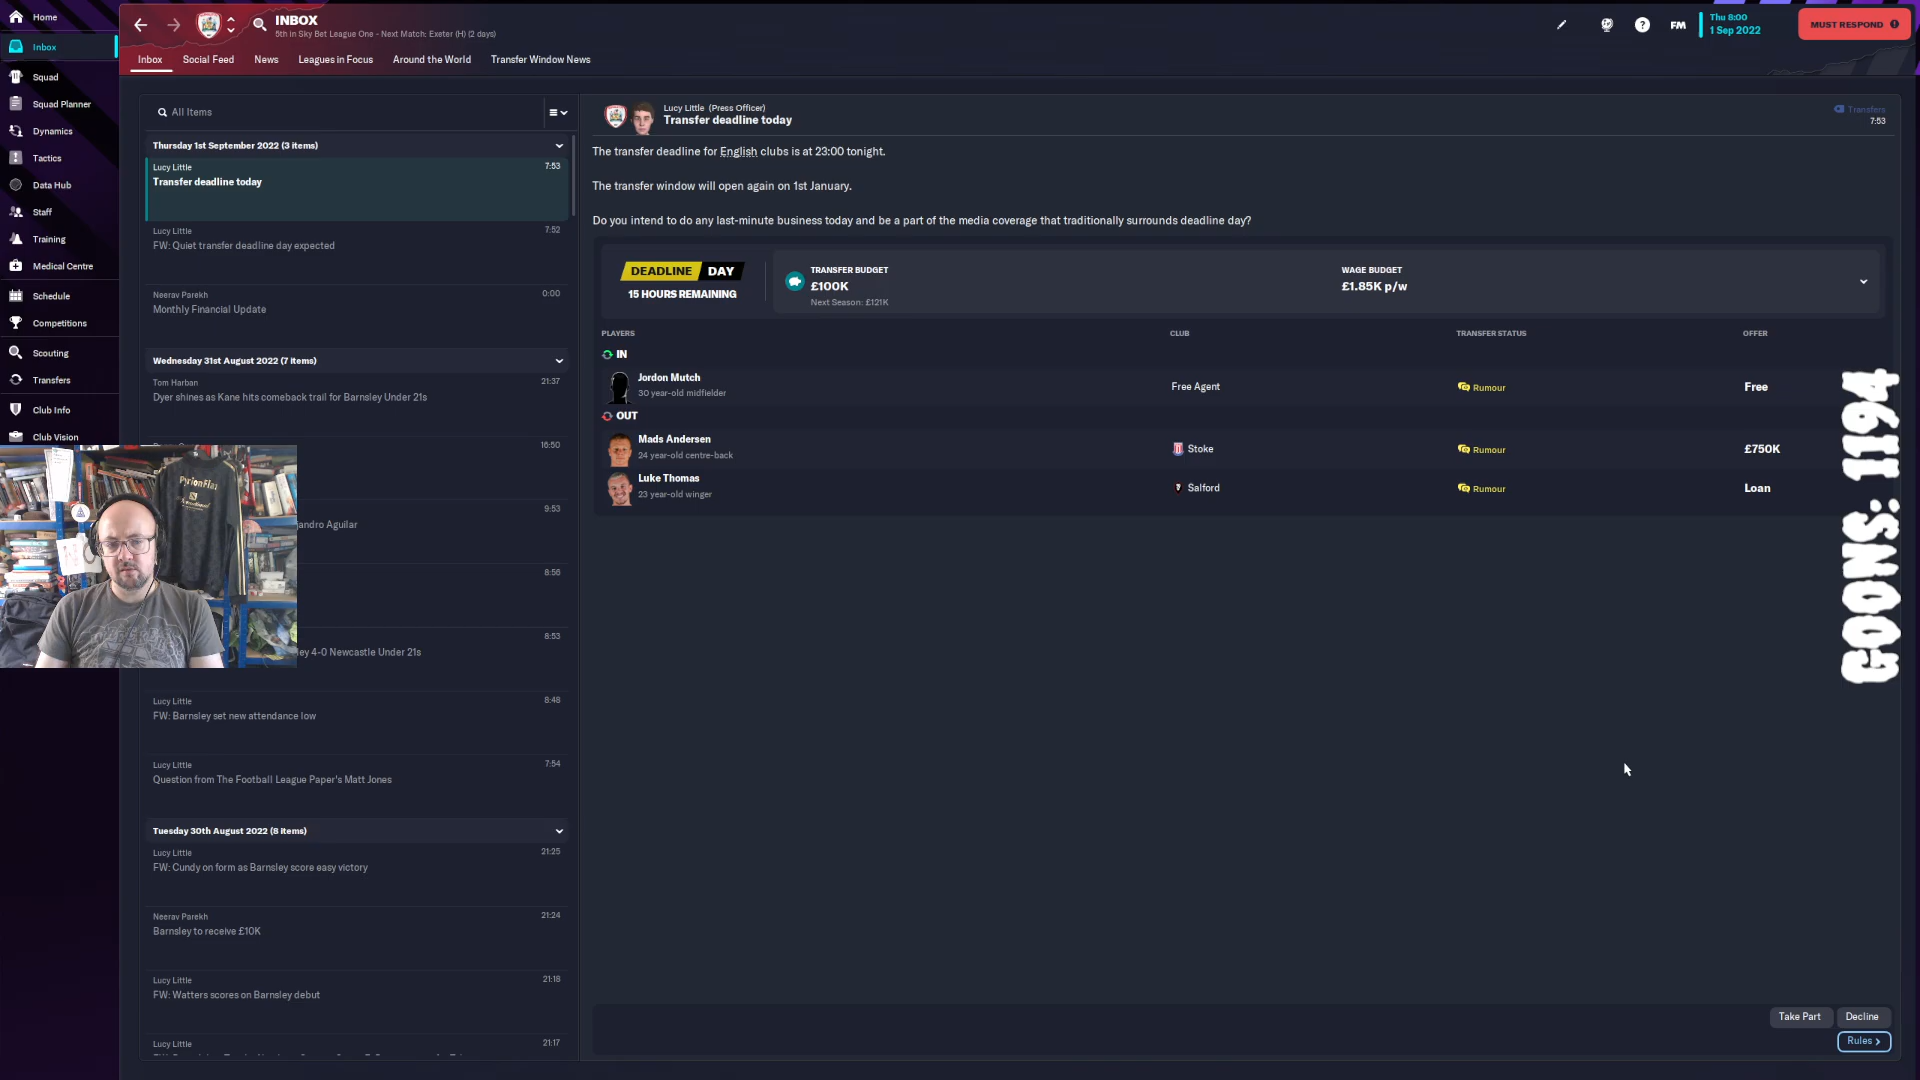 Home
Inbox
Squad
Squad Planner
Dynamics
Tactics
Data Hub
Staff
Training
Medical Centre
Schedule
Competitions
Scouting
Transfers
Club Info
Club Vision
INBOX
5th in Sky Bet League One - Next Match: Exeter (H) (2 days)
FM
Thu 8:00
1 Sep 2022
MUST RESPOND
Inbox
Social Feed
News
Leagues in Focus
Around the World
Transfer Window News
All Items
Thursday 1st September 2022 (3 items)
Lucy Little 7:53
Transfer deadline today
Lucy Little 7:52
FW: Quiet transfer deadline day expected
Neerav Parekh 0:00
Monthly Financial Update
Wednesday 31st August 2022 (7 items)
Tom Harban 21:37
Dyer shines as Kane hits comeback trail for Barnsley Under 21s
16:50
9:53
andro Aguilar
8:56
8:53
ley 4-0 Newcastle Under 21s
Lucy Little 8:48
FW: Barnsley set new attendance low
Lucy Little 7:54
Question from The Football League Paper's Matt Jones
Tuesday 30th August 2022 (8 items)
Lucy Little 21:25
FW: Cundy on form as Barnsley score easy victory
Neerav Parekh 21:24
Barnsley to receive £10K
Lucy Little 21:18
FW: Watters scores on Barnsley debut
Lucy Little 21:17
Lucy Little (Press Officer)
Transfer deadline today
Transfers
7:53
The transfer deadline for English clubs is at 23:00 tonight.
The transfer window will open again on 1st January.
Do you intend to do any last-minute business today and be a part of the media coverage that traditionally surrounds deadline day?
DEADLINE DAY
15 HOURS REMAINING
TRANSFER BUDGET
£100K
Next Season: £121K
WAGE BUDGET
£1.85K p/w
PLAYERS CLUB TRANSFER STATUS OFFER
IN
Jordon Mutch
30 year-old midfielder
Free Agent
Rumour
Free
OUT
Mads Andersen
24 year-old centre-back
Stoke
Rumour
£750K
Luke Thomas
23 year-old winger
Salford
Rumour
Loan
GOONS: 1194
PyrionFlax
Take Part
Decline
Rules